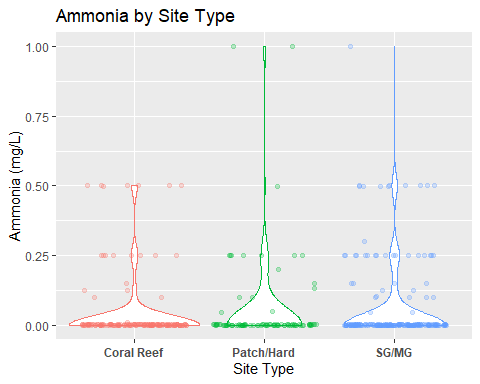 Ammonia by Site Type
Ammonia (mg/L)
1.00
0.75
0.50
0.25
0.00
Coral Reef
Patch/Hard
SG/MG
Site Type